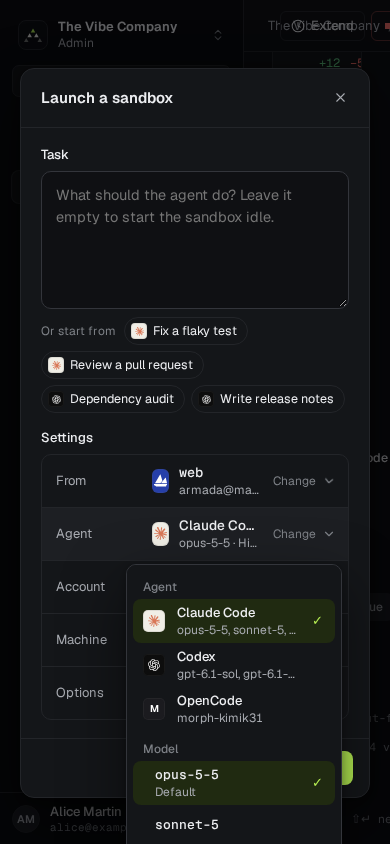 The Vibe Company
Admin
The Vibe Company
Extend
+12
Launch a sandbox
Task
What should the agent do? Leave it
empty to start the sandbox idle.
Or start from
Fix a flaky test
Review a pull request
Dependency audit
Write release notes
Settings
From
web
armada@ma…
Change
Agent
Claude Co…
opus-5-5 · Hi…
Change
Account
Machine
Options
Agent
Claude Code
opus-5-5, sonnet-5, …
✓
Codex
gpt-6.1-sol, gpt-6.1-…
M
OpenCode
morph-kimik31
Model
opus-5-5
Default
✓
sonnet-5
AM
Alice Martin
alice@examp